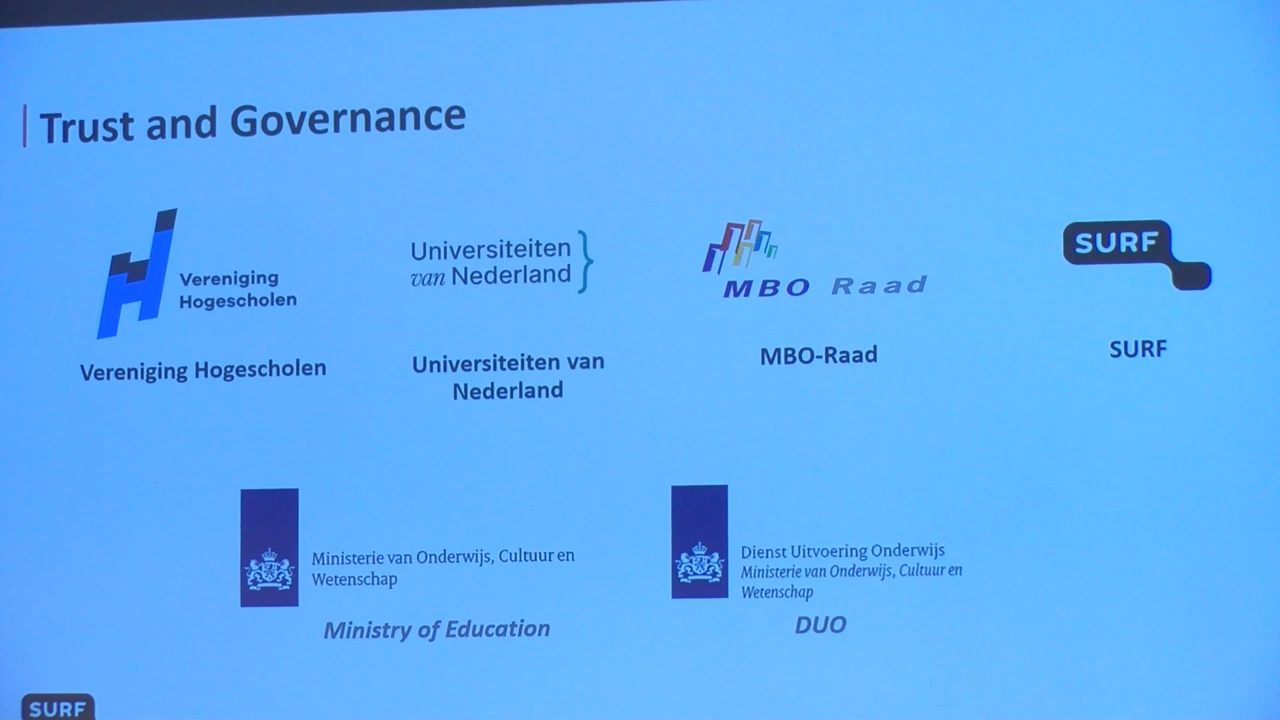 Trust and Governance
Vereniging
Hogescholen
Vereniging Hogescholen
Universiteiten
van Nederland
Universiteiten van
Nederland
MBO Raad
MBO-Raad
SURF
SURF
Ministerie van Onderwijs, Cultuur en
Wetenschap
Ministry of Education
Dienst Uitvoering Onderwijs
Ministerie van Onderwijs, Cultuur en
Wetenschap
DUO
SURF